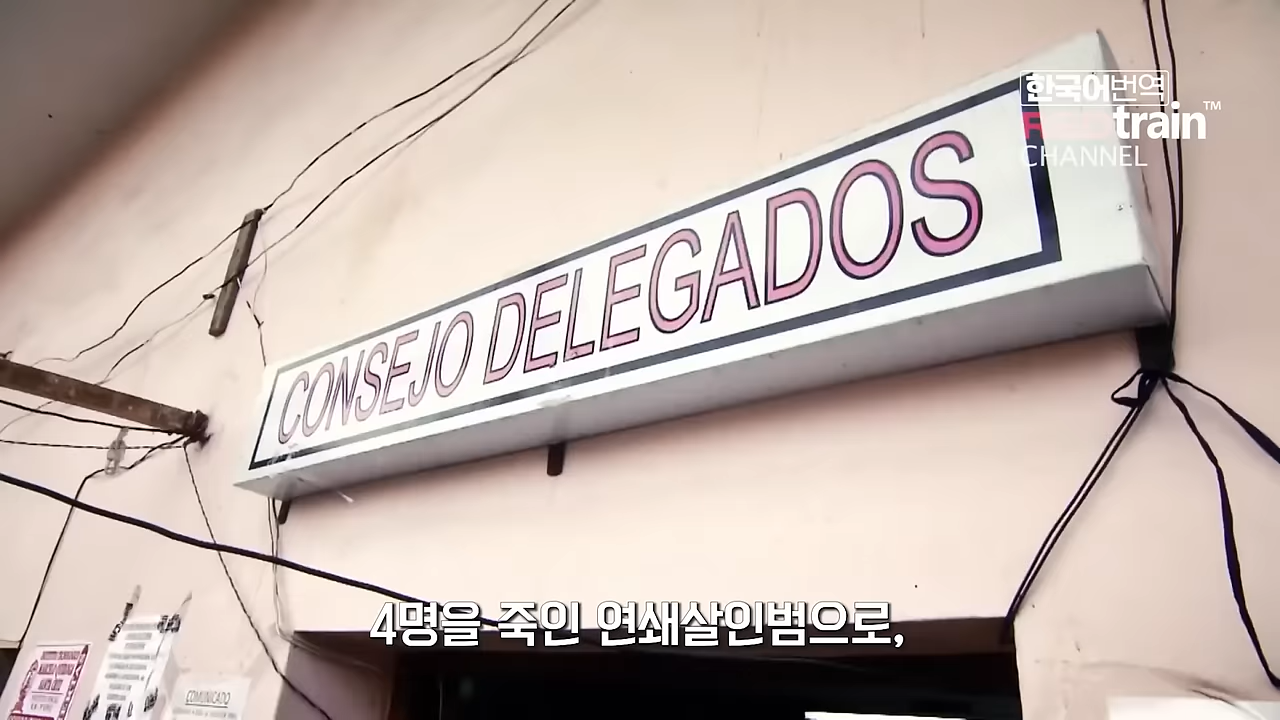 한국어번역
REDtrain™
CHANNEL
CONSEJO DELEGADOS
4명을 죽인 연쇄살인범으로,
COMUNICADO